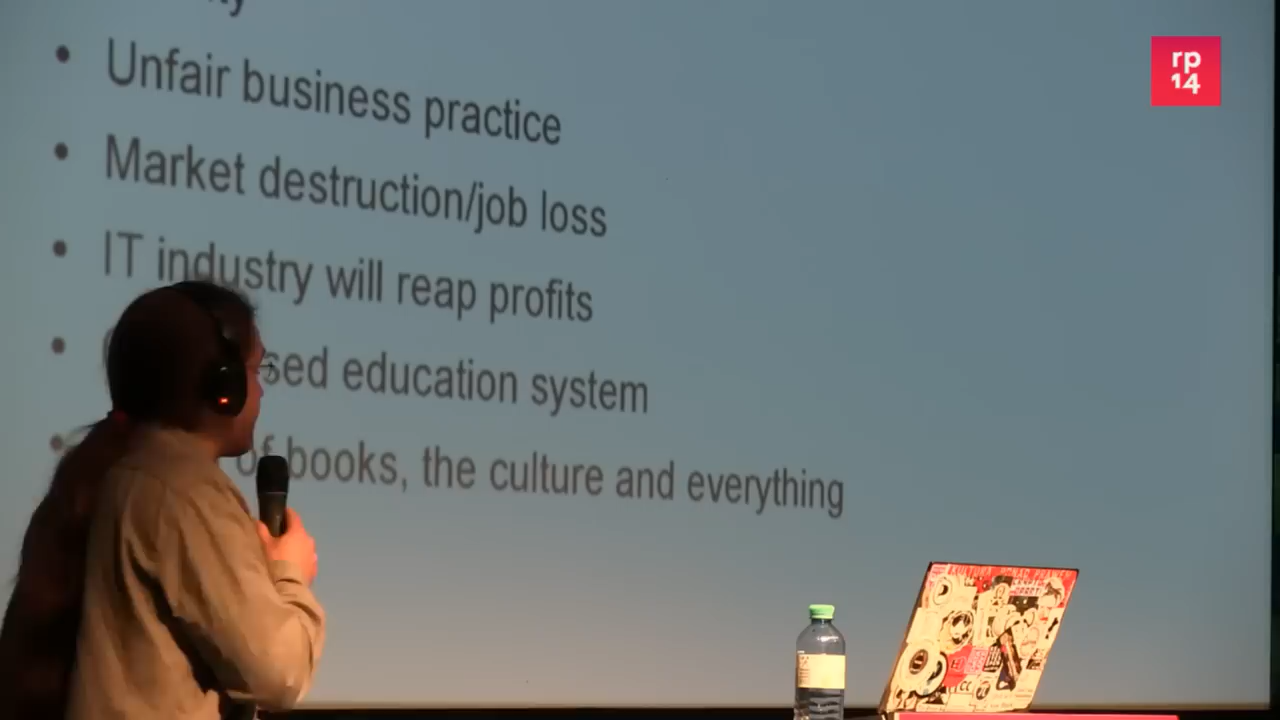 rp
14
• Unfair business practice
• Market destruction/job loss
• IT industry will reap profits
• education system
• of books, the culture and everything